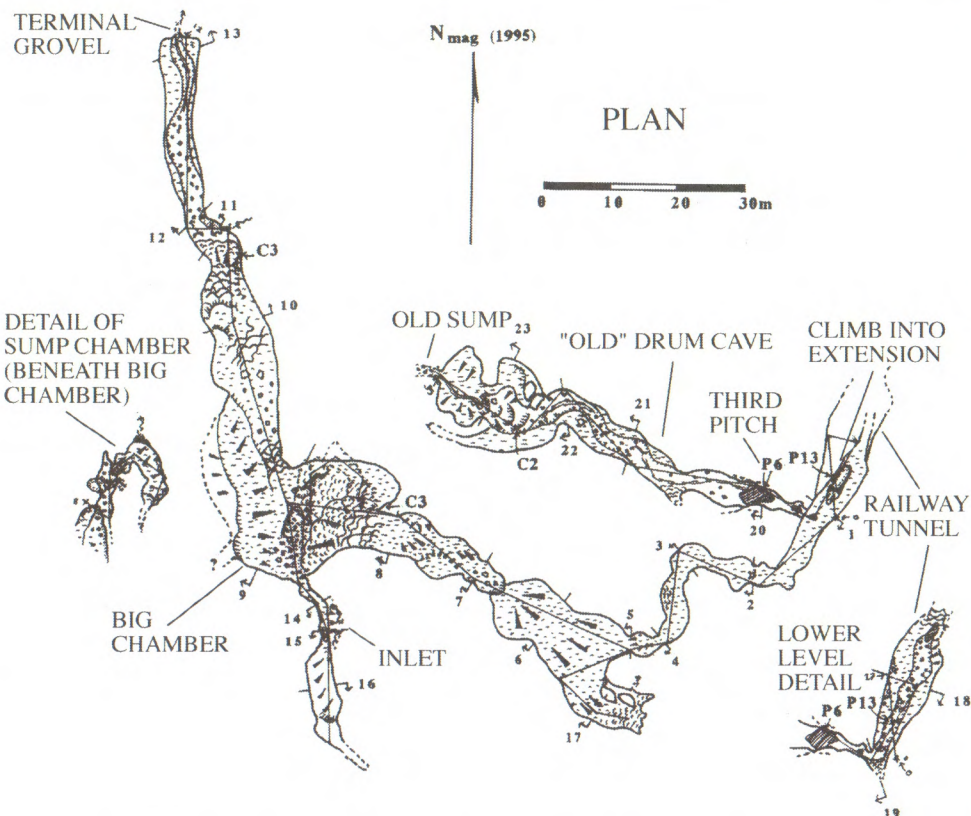 TERMINAL
GROVEL
13
N mag (1995)
PLAN
0 10 20 30m
11
12
C3
10
DETAIL OF
SUMP CHAMBER
(BENEATH BIG
CHAMBER)
OLD SUMP
23
"OLD" DRUM CAVE
CLIMB INTO
EXTENSION
21
THIRD
PITCH
P6
P13
22
C2
20
1
RAILWAY
TUNNEL
?
C3
3
2
?
9
8
7
5
4
6
BIG
CHAMBER
14
15
INLET
16
17
LOWER
LEVEL
DETAIL
P13
P6
18
19